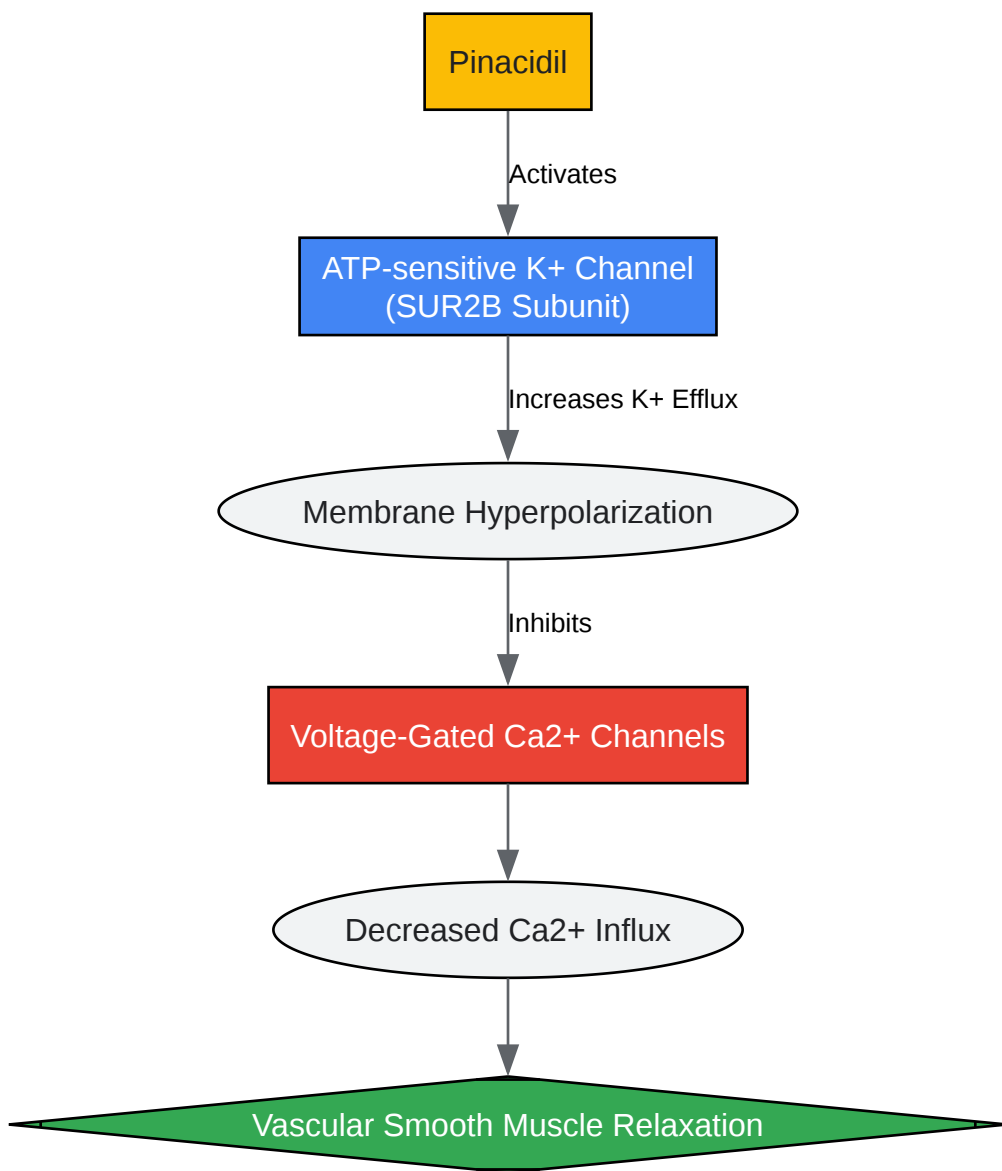 Pinacidil
Activates
ATP-sensitive K+ Channel
(SUR2B Subunit)
Increases K+ Efflux
Membrane Hyperpolarization
Inhibits
Voltage-Gated Ca2+ Channels
Decreased Ca2+ Influx
Vascular Smooth Muscle Relaxation